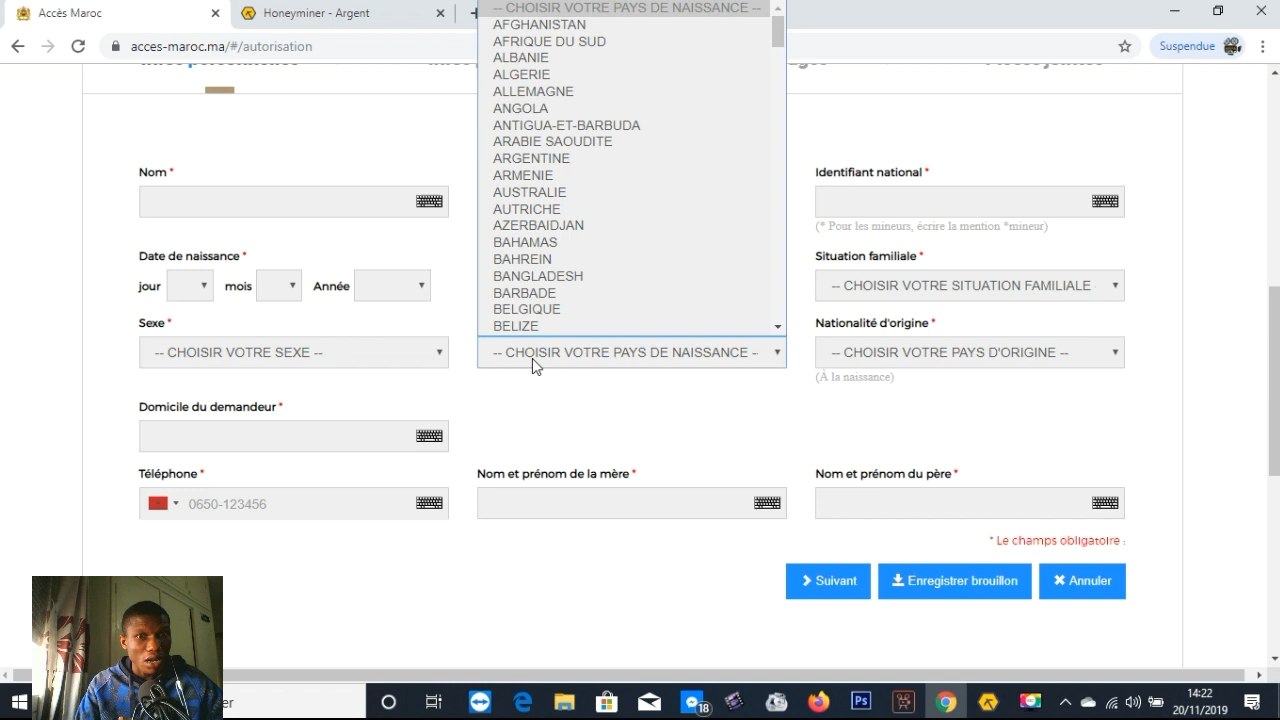 Accès Maroc
Honeyminer - Argent
acces-maroc.ma/#/autorisation
Suspendue
-- CHOISIR VOTRE PAYS DE NAISSANCE --
AFGHANISTAN
AFRIQUE DU SUD
ALBANIE
ALGERIE
ALLEMAGNE
ANGOLA
ANTIGUA-ET-BARBUDA
ARABIE SAOUDITE
ARGENTINE
ARMENIE
AUSTRALIE
AUTRICHE
AZERBAIDJAN
BAHAMAS
BAHREIN
BANGLADESH
BARBADE
BELGIQUE
BELIZE
Nom *
Identifiant national *
(* Pour les mineurs, écrire la mention *mineur)
Date de naissance *
jour mois Année
Situation familiale *
-- CHOISIR VOTRE SITUATION FAMILIALE
Sexe *
-- CHOISIR VOTRE SEXE --
-- CHOISIR VOTRE PAYS DE NAISSANCE -
Nationalité d'origine *
-- CHOISIR VOTRE PAYS D'ORIGINE --
(À la naissance)
Domicile du demandeur *
Téléphone *
0650-123456
Nom et prénom de la mère *
Nom et prénom du père *
* Le champs obligatoire :
Suivant
Enregistrer brouillon
Annuler
18
Ps
14:22
20/11/2019